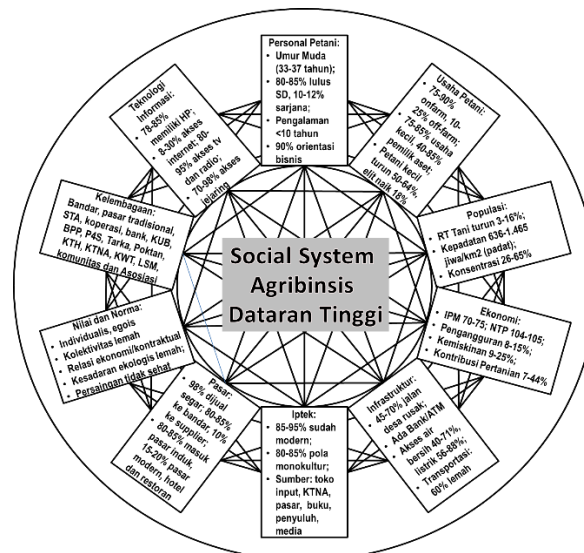 Personal Petani:
• Umur Muda
(33-37 tahun);
• 80-85% lulus
SD, 10-12%
sarjana;
• Pengalaman
<10 tahun
• 90% orientasi
bisnis
Usaha Petani:
• 75-90%
onfarm, 10-
25% off-farm;
• 75-85% usaha
kecil, 40-85%
pemilik aset;
• Petani kecil
turun 50-64%,
elit naik 18%
Populasi:
• RT Tani turun 3-16%;
• Kepadatan 636-1.465
jiwa/km2 (padat);
• Konsentrasi 26-65%
Ekonomi:
• IPM 70-75; NTP 104-105;
• Pengangguran 8-15%;
• Kemiskinan 9-25%;
• Kontribusi Pertanian 7-44%
Infrastruktur:
• 45-70% jalan
desa rusak;
• Ada Bank/ATM
• Akses air
bersih 40-71%,
listrik 56-88%;
• Transportasi:
60% lemah
Iptek:
• 85-95% sudah
modern;
• 80-85% pola
monokultur;
• Sumber: toko
input, KTNA,
pasar, buku,
penyuluh,
media
Pasar:
• 98% dijual
segar; 80-85%
ke bandar; 10%
ke supplier;
• 80-85% masuk
pasar induk,
15-20% pasar
modern, hotel
dan restoran
Nilai dan Norma:
• Individualis, egois
• Kolektivitas lemah
• Relasi ekonomi/kontraktual
• Kesadaran ekologis lemah;
• Persaingan tidak sehat
Kelembagaan:
Bandar, pasar tradisional,
STA, koperasi, bank, KUB,
BPP, P4S, Tarka, Poktan,
KTH, KTNA, KWT, LSM,
komunitas dan Asosiasi
Teknologi
Informasi:
• 78-85%
memiliki HP;
• 8-30% akses
internet; 80-
95% akses tv
dan radio;
• 70-98% akses
jejaring
Social System
Agribinsis
Dataran Tinggi